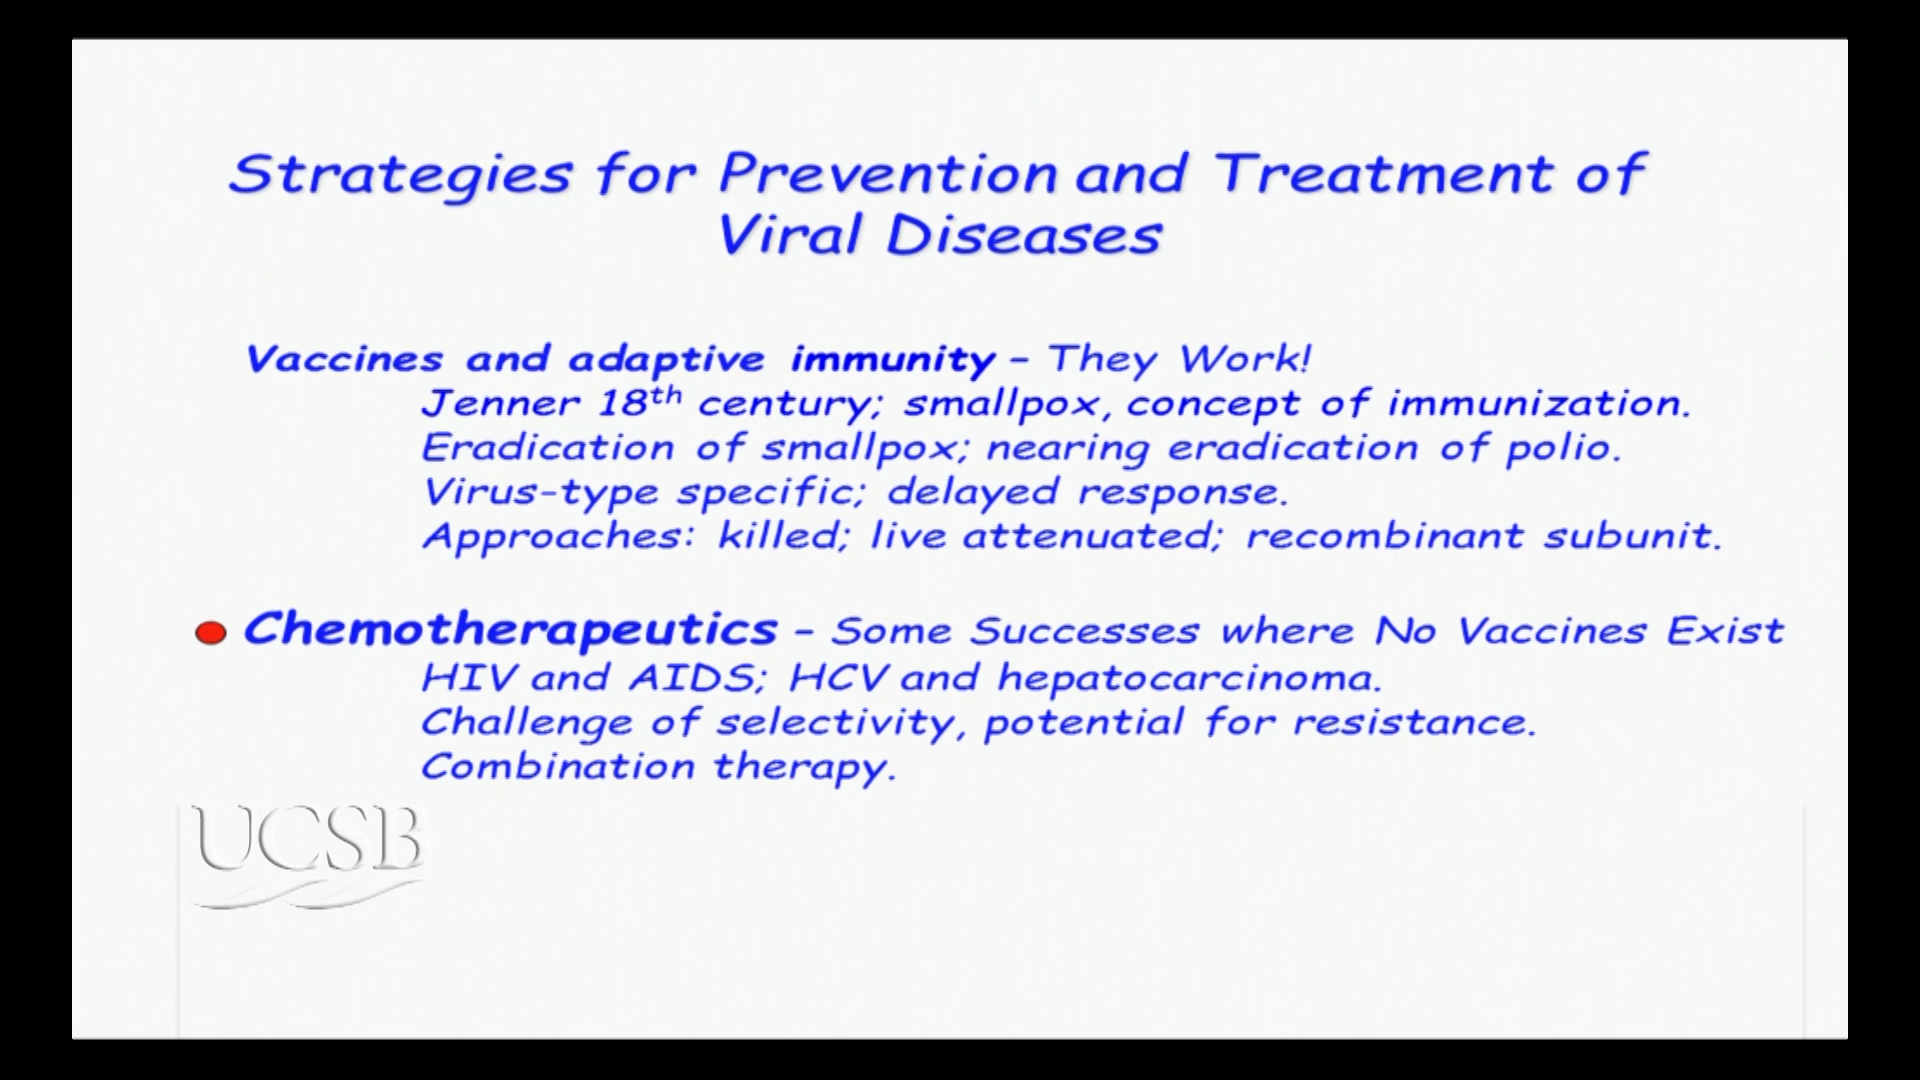 Strategies for Prevention and Treatment of
Viral Diseases
Vaccines and adaptive immunity – They Work!
Jenner 18th century; smallpox, concept of immunization.
Eradication of smallpox; nearing eradication of polio.
Virus-type specific; delayed response.
Approaches: killed; live attenuated; recombinant subunit.
Chemotherapeutics – Some Successes where No Vaccines Exist
HIV and AIDS; HCV and hepatocarcinoma.
Challenge of selectivity, potential for resistance.
Combination therapy.
UCSB